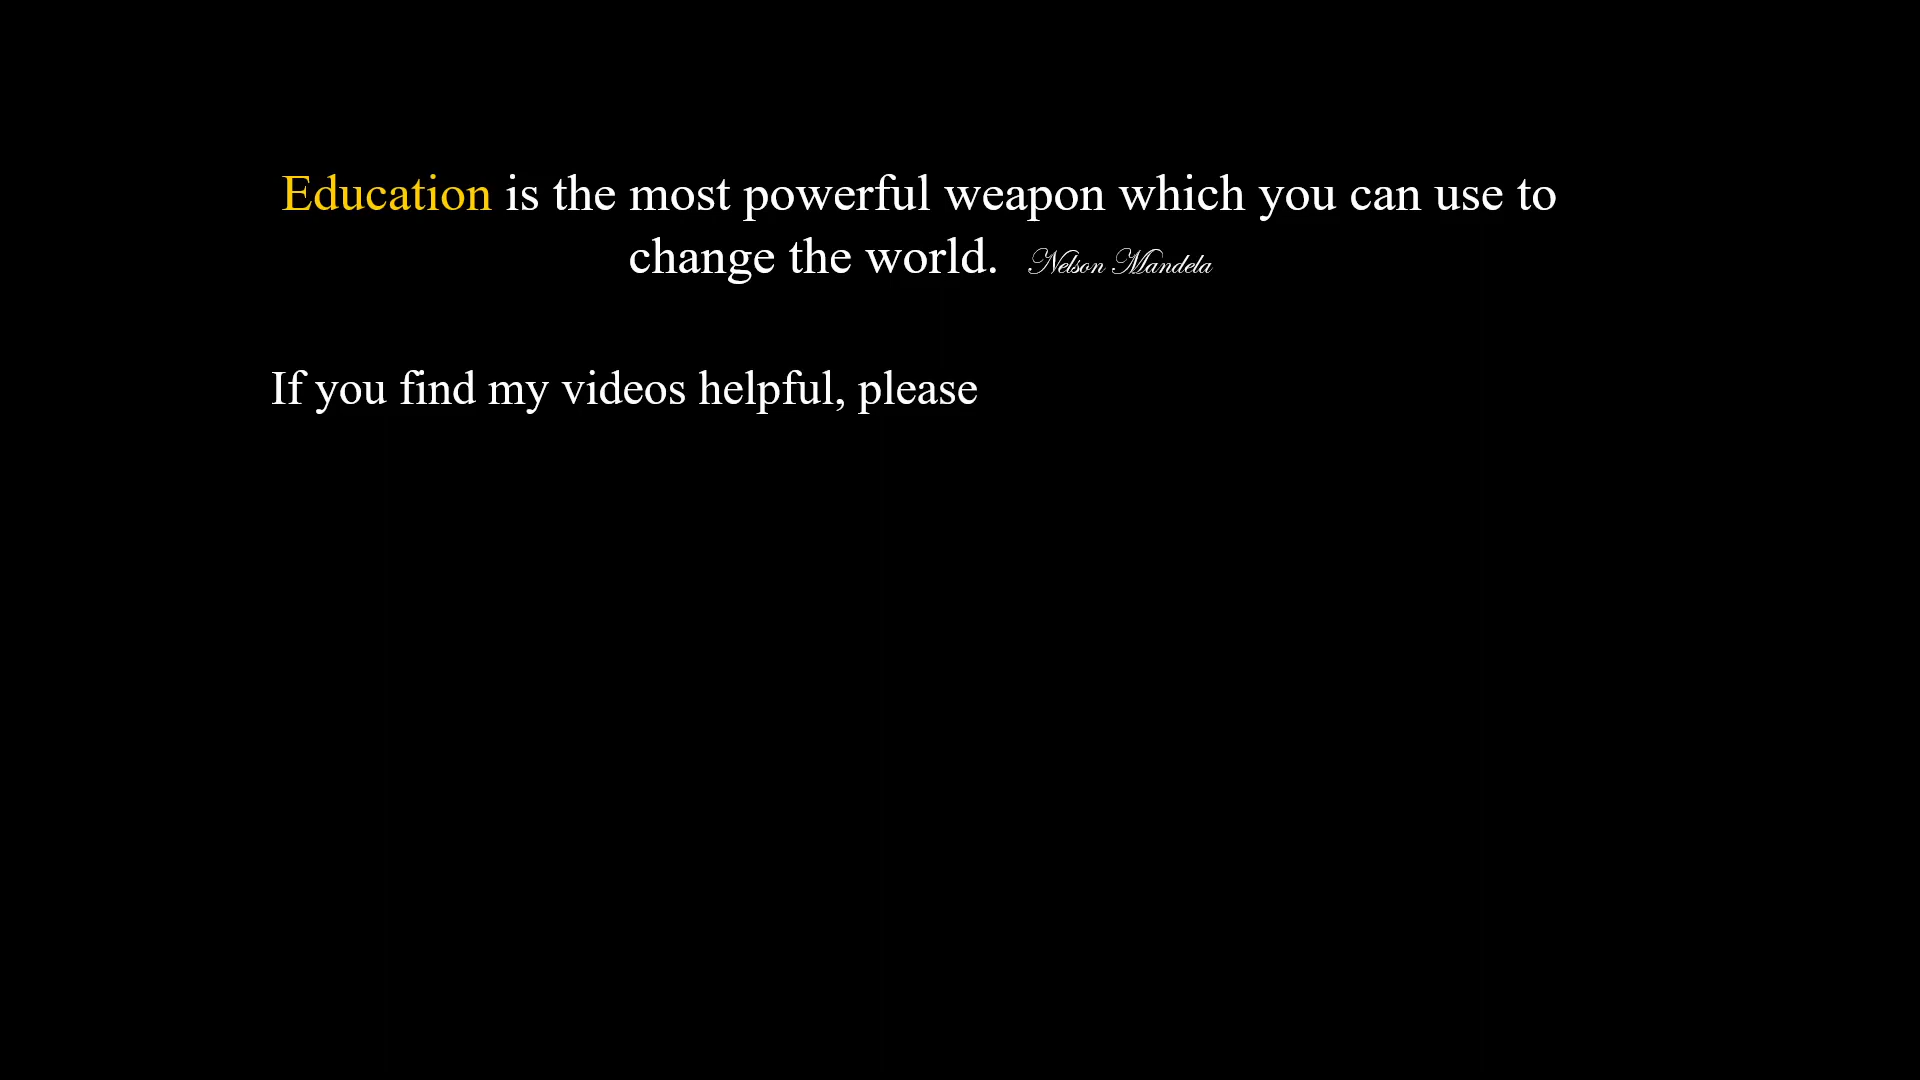 Education is the most powerful weapon which you can use to
change the world. Nelson Mandela
If you find my videos helpful, please